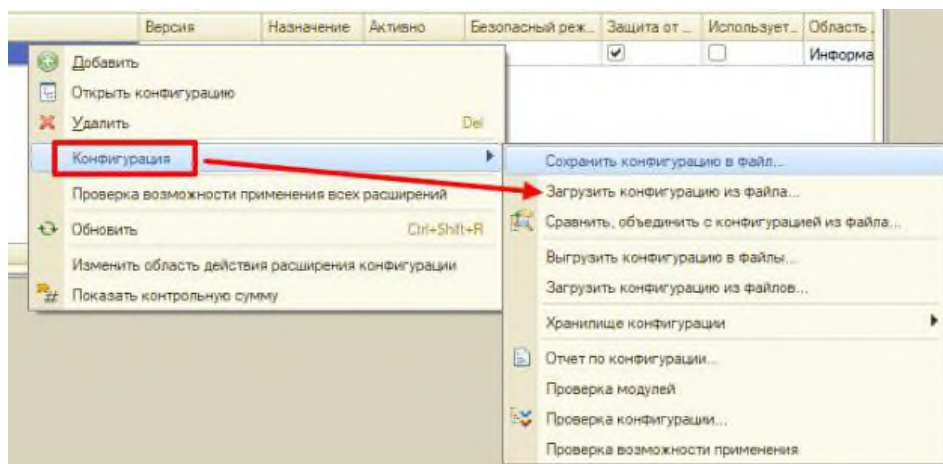 Версия Назначение Активно Безопасный реж... Защита от ... Использует... Область
Информа
Добавить
Открыть конфигурацию
Удалить Del
Конфигурация
Проверка возможности применения всех расширений
Обновить Ctrl+Shift+R
Изменить область действия расширения конфигурации
Показать контрольную сумму
Сохранить конфигурацию в файл...
Загрузить конфигурацию из файла...
Сравнить, объединить с конфигурацией из файла...
Выгрузить конфигурацию в файлы...
Загрузить конфигурацию из файлов...
Хранилище конфигурации
Отчет по конфигурации...
Проверка модулей
Проверка конфигурации...
Проверка возможности применения